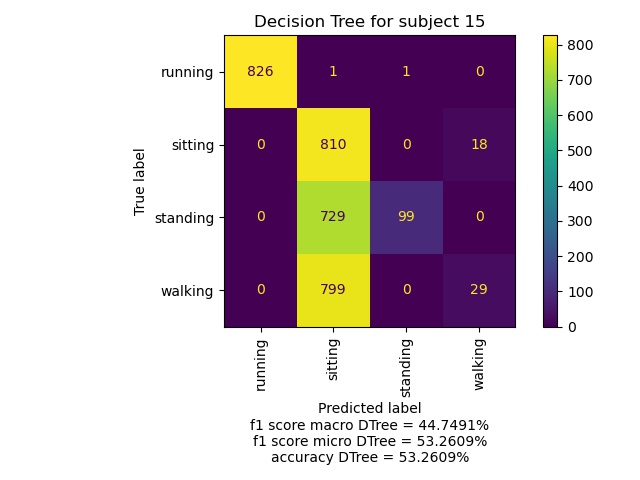 Decision Tree for subject 15
True label
running 826 1 1 0
sitting 0 810 0 18
standing 0 729 99 0
walking 0 799 0 29
running sitting standing walking
Predicted label
f1 score macro DTree = 44.7491%
f1 score micro DTree = 53.2609%
accuracy DTree = 53.2609%
800
700
600
500
400
300
200
100
0